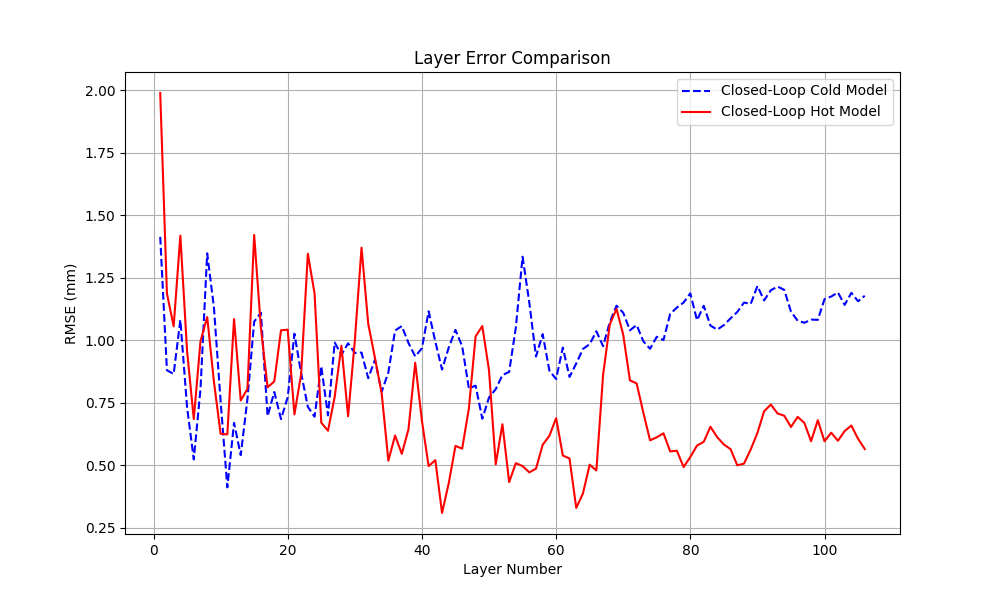 Layer Error Comparison
Closed-Loop Cold Model
Closed-Loop Hot Model
RMSE (mm)
2.00
1.75
1.50
1.25
1.00
0.75
0.50
0.25
0 20 40 60 80 100
Layer Number